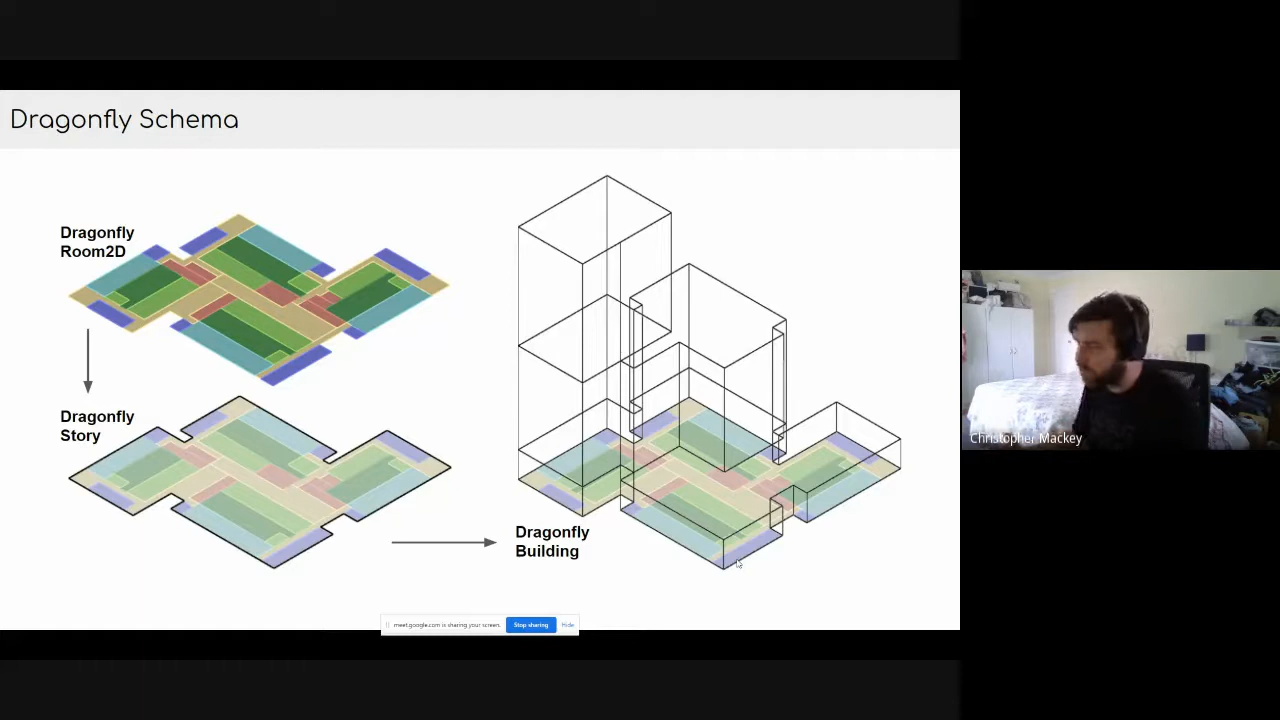 Dragonfly Schema
Dragonfly
Room2D
Dragonfly
Story
Dragonfly
Building
meet.google.com is sharing your screen.
Stop sharing
Hide
Christopher Mackey